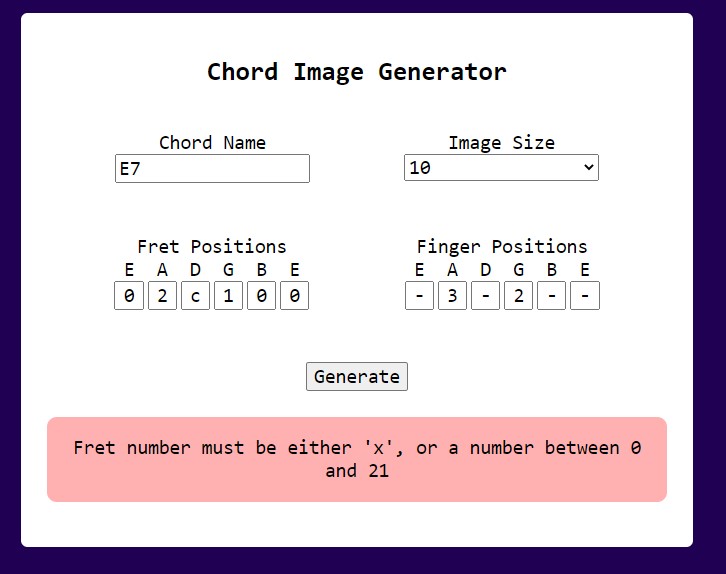 Chord Image Generator
Chord Name Image Size
E7 10
Fret Positions Finger Positions
E A D G B E E A D G B E
0 2 c 1 0 0 - 3 - 2 - -
Generate
Fret number must be either 'x', or a number between 0
and 21